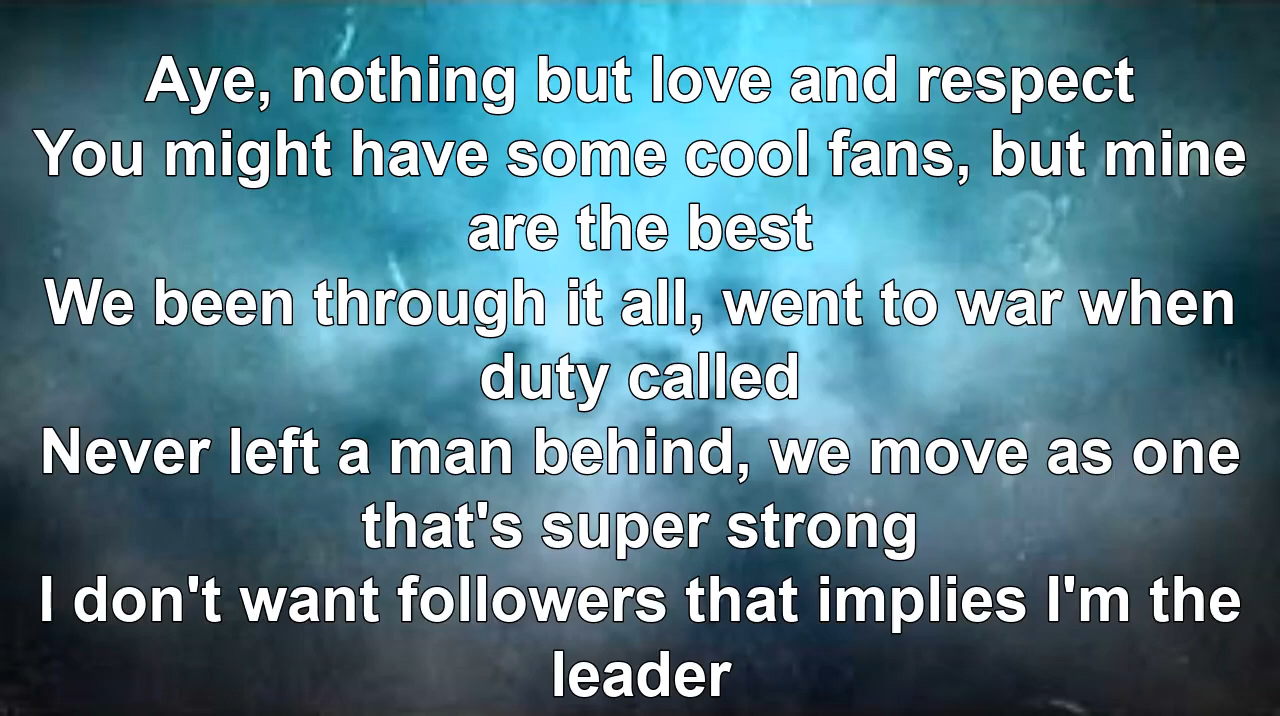 Aye, nothing but love and respect
You might have some cool fans, but mine
are the best
We been through it all, went to war when
duty called
Never left a man behind, we move as one
that's super strong
I don't want followers that implies I'm the
leader